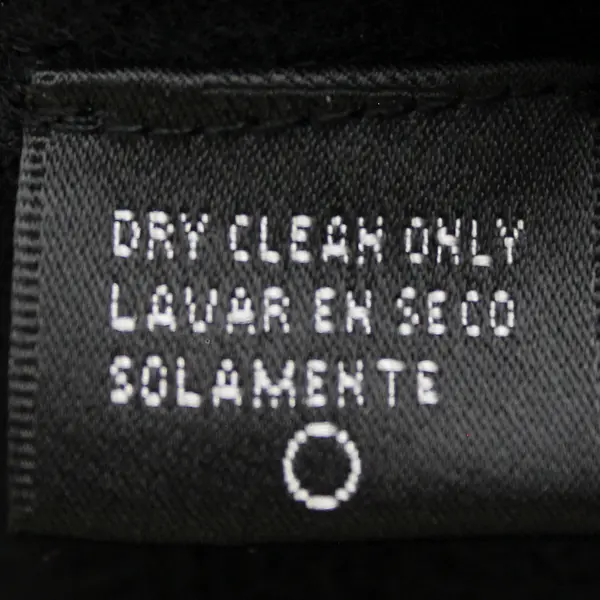 DRY CLEAN ONLY
LAVAR EN SECO
SOLAMENTE